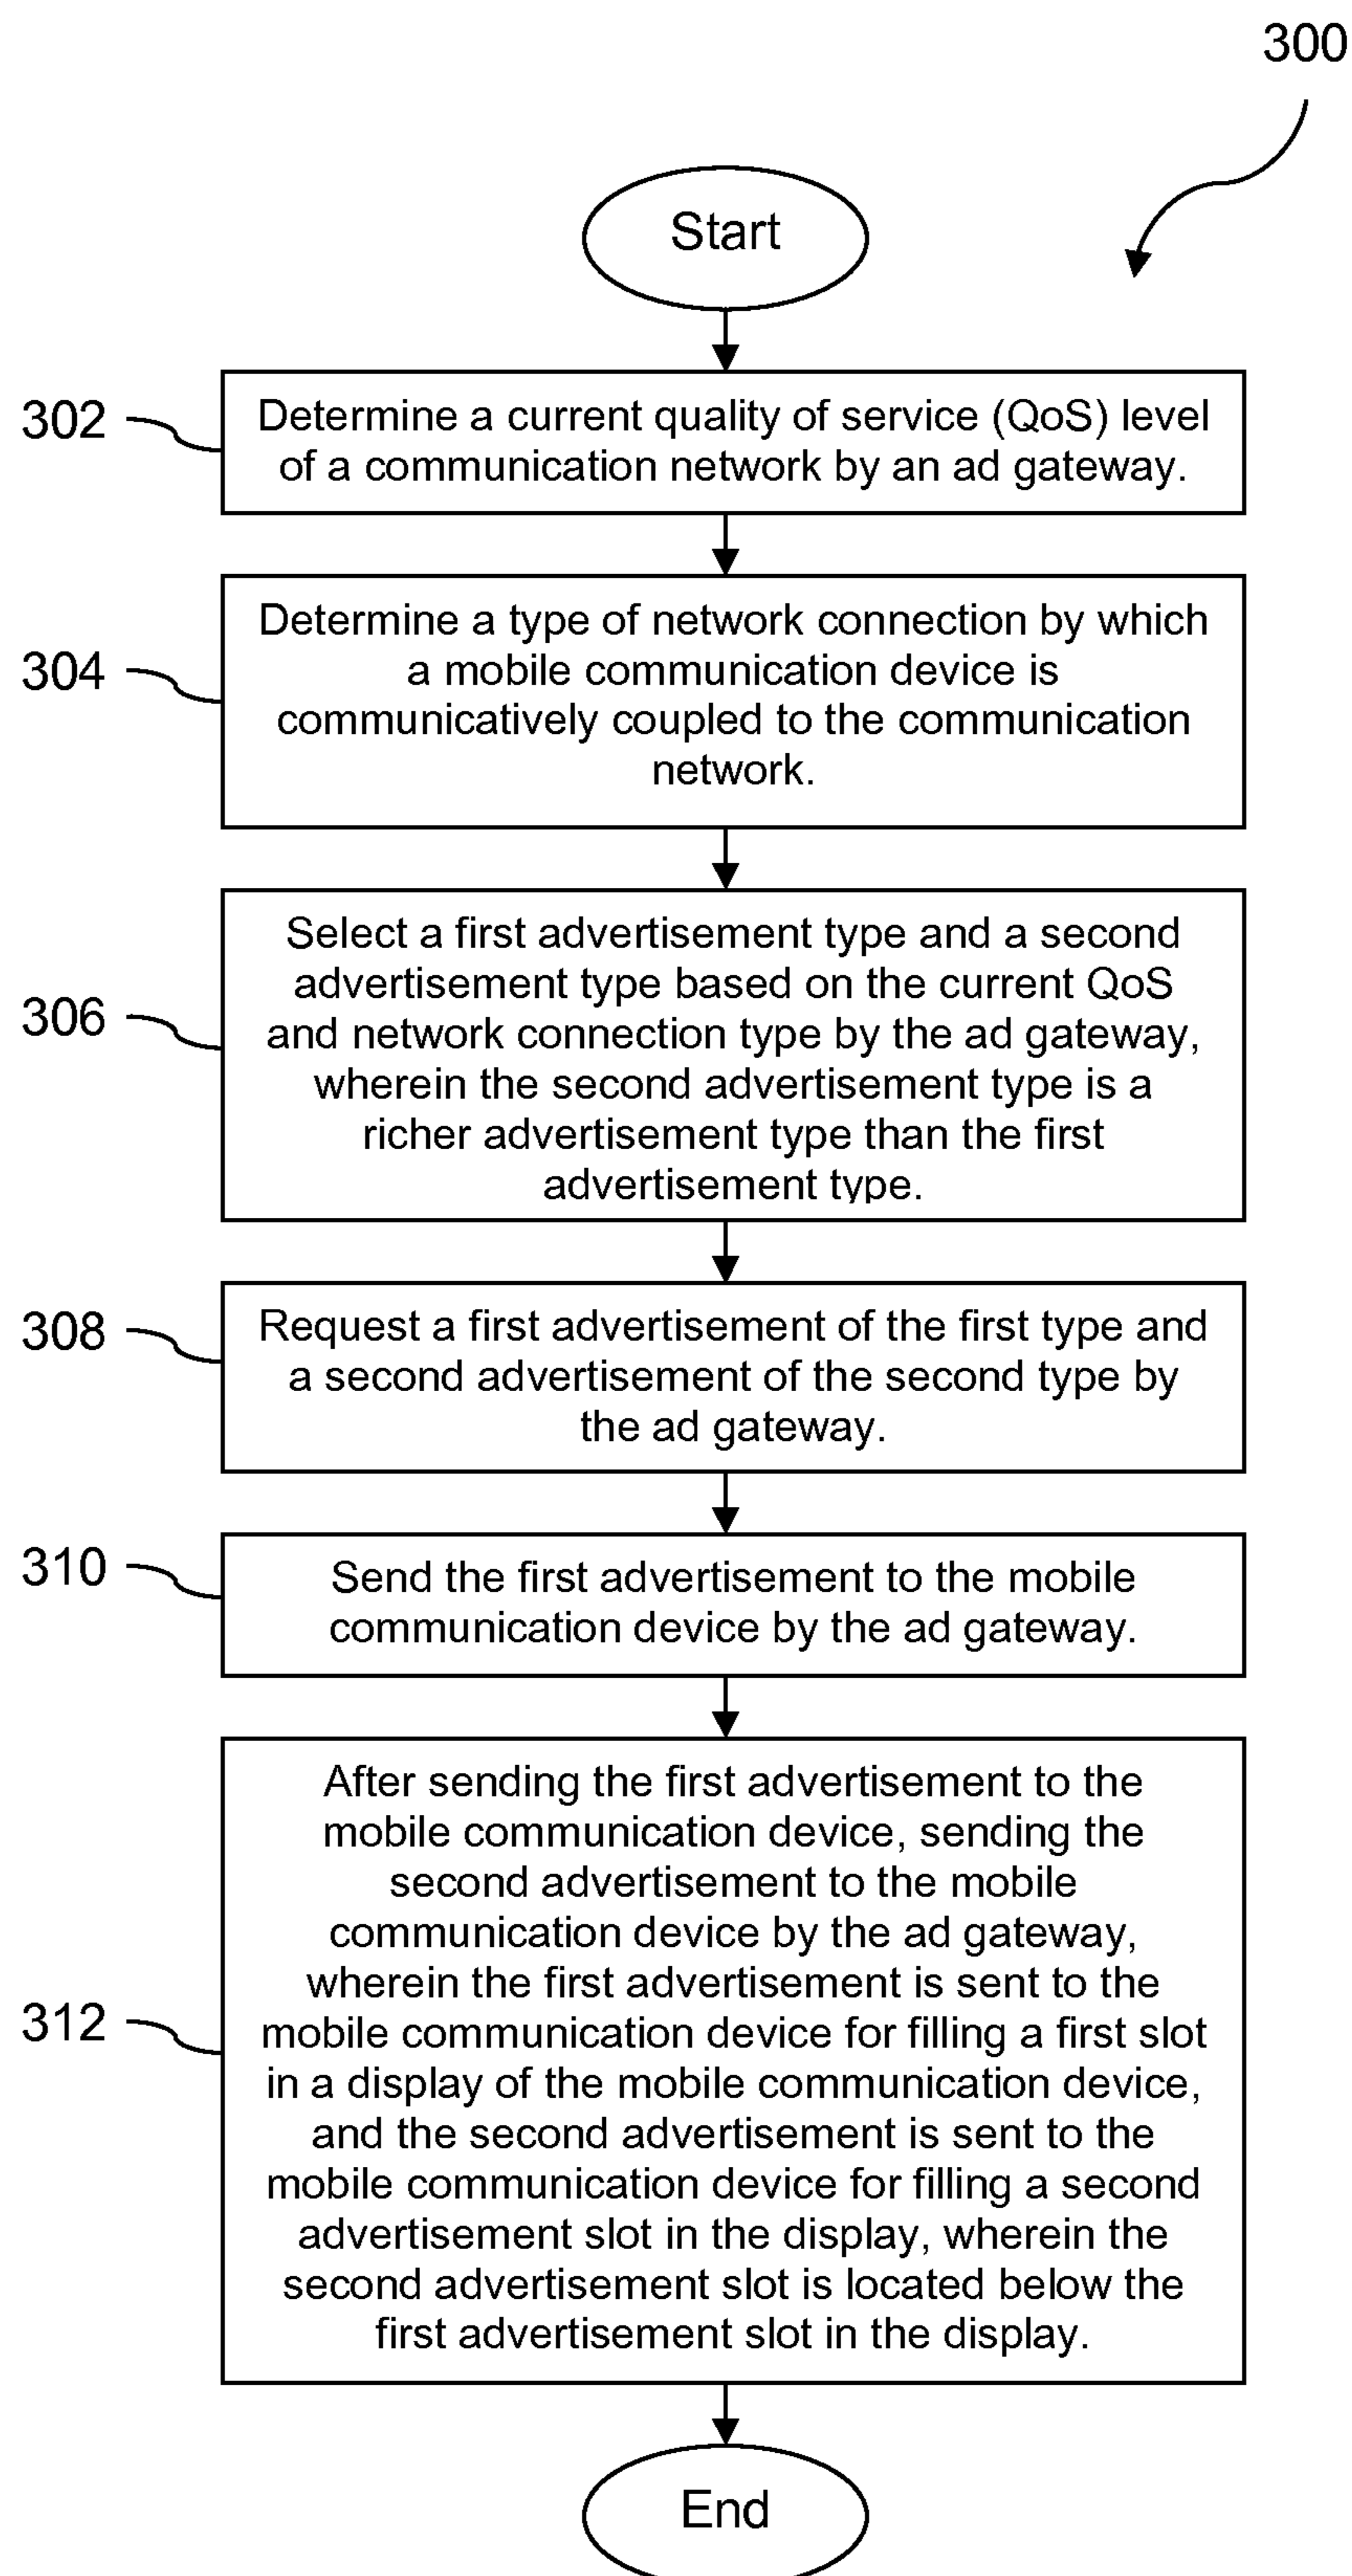 300
Start
302
Determine a current quality of service (QoS) level
of a communication network by an ad gateway.
304
Determine a type of network connection by which
a mobile communication device is
communicatively coupled to the communication
network.
306
Select a first advertisement type and a second
advertisement type based on the current QoS
and network connection type by the ad gateway,
wherein the second advertisement type is a
richer advertisement type than the first
advertisement type.
308
Request a first advertisement of the first type and
a second advertisement of the second type by
the ad gateway.
310
Send the first advertisement to the mobile
communication device by the ad gateway.
312
After sending the first advertisement to the
mobile communication device, sending the
second advertisement to the mobile
communication device by the ad gateway,
wherein the first advertisement is sent to the
mobile communication device for filling a first slot
in a display of the mobile communication device,
and the second advertisement is sent to the
mobile communication device for filling a second
advertisement slot in the display, wherein the
second advertisement slot is located below the
first advertisement slot in the display.
End